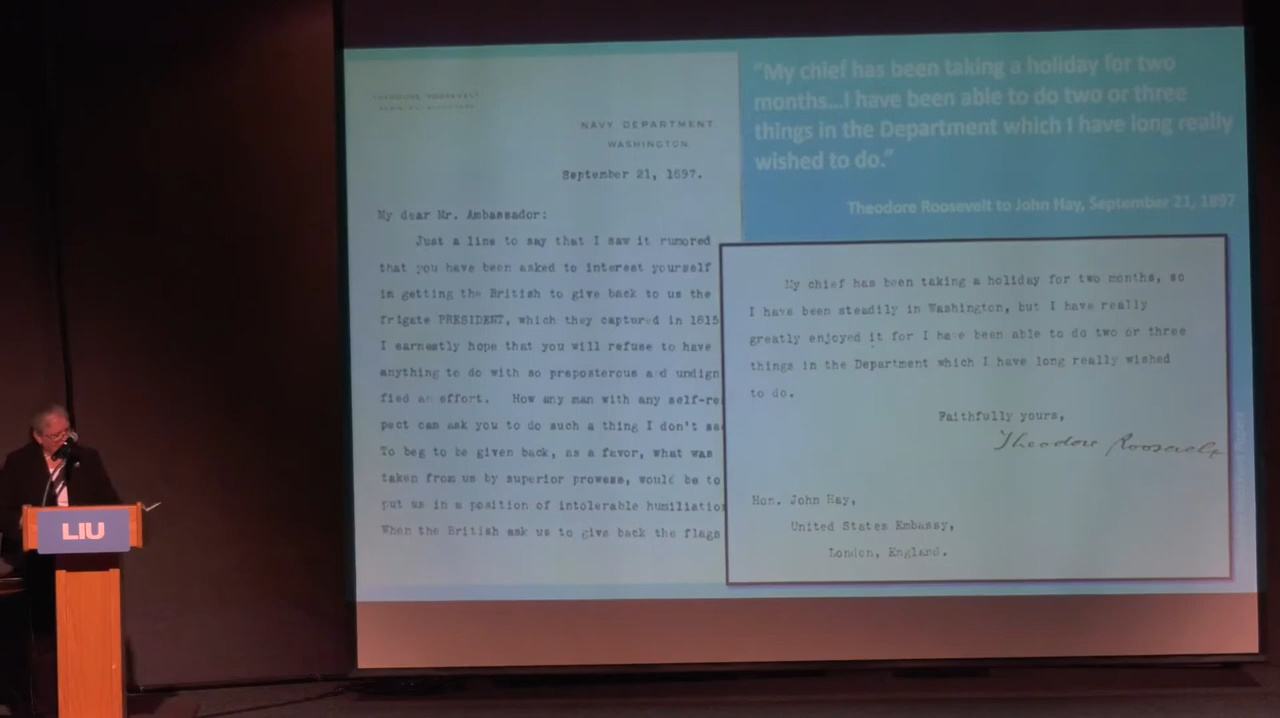 THEODORE ROOSEVELT
NAVY DEPARTMENT
WASHINGTON
September 21, 1897.
My dear Mr. Ambassador:
Just a line to say that I saw it rumored
that you have been asked to interest yourself
in getting the British to give back to us the
frigate PRESIDENT, which they captured in 1815
I earnestly hope that you will refuse to have
anything to do with so preposterous and undign
fied an effort. How any man with any self-re
pect can ask you to do such a thing I don't
To beg to be given back, as a favor, what was
taken from us by superior prowess, would be to
put us in a position of intolerable humiliatio
When the British ask us to give back the flags
"My chief has been taking a holiday for two
months...I have been able to do two or three
things in the Department which I have long really
wished to do."
Theodore Roosevelt to John Hay, September 21, 1897
My chief has been taking a holiday for two months, so
I have been steadily in Washington, but I have really
greatly enjoyed it for I have been able to do two or three
things in the Department which I have long really wished
to do.
Faithfully yours,
Theodore Roosevelt
Hon. John Hay,
United States Embassy,
London, England.
LIU